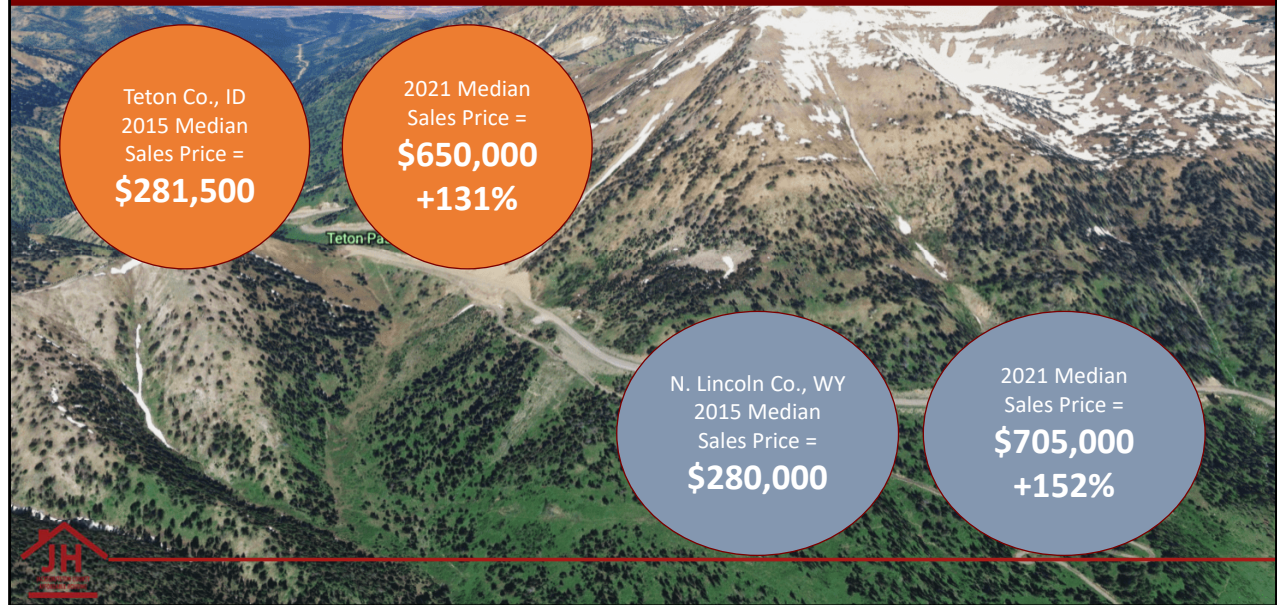 Teton Co., ID
2015 Median
Sales Price =
$281,500
2021 Median
Sales Price =
$650,000
+131%
Teton Pas
N. Lincoln Co., WY
2015 Median
Sales Price =
$280,000
2021 Median
Sales Price =
$705,000
+152%
JH